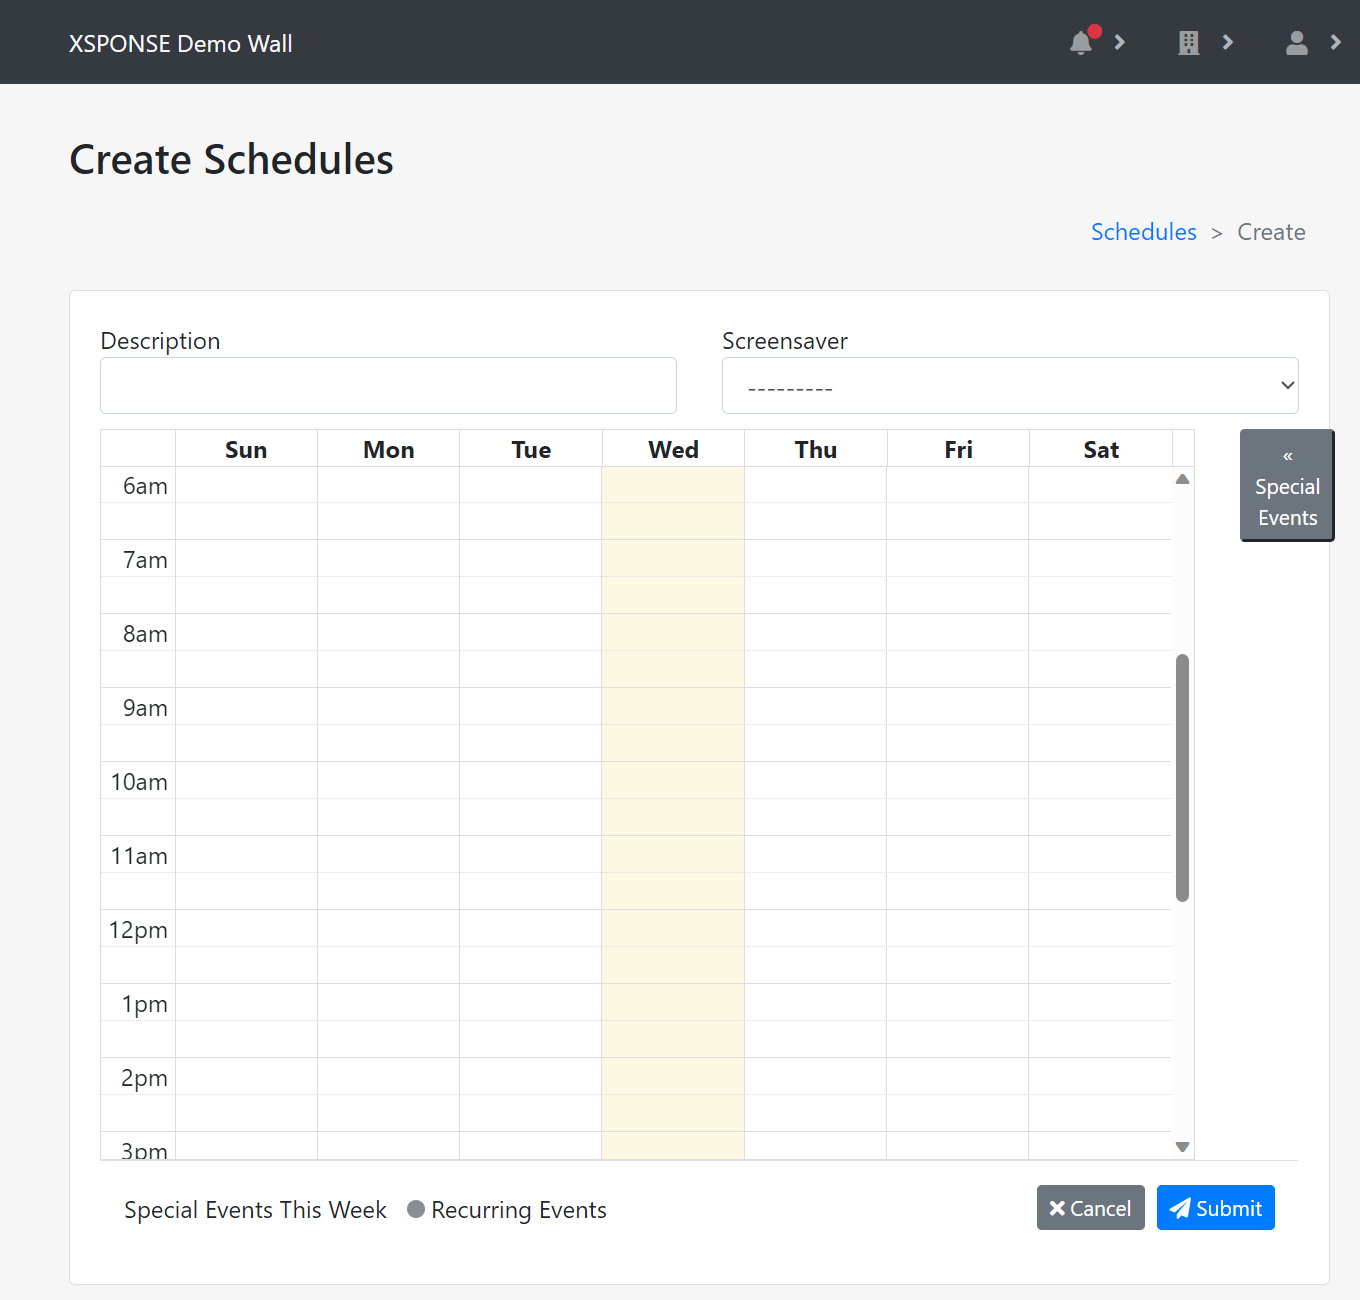 XSPONSE Demo Wall
Create Schedules
Schedules > Create
Description
Screensaver
---------
Sun Mon Tue Wed Thu Fri Sat
«
Special
Events
6am
7am
8am
9am
10am
11am
12pm
1pm
2pm
3pm
Special Events This Week Recurring Events
Cancel Submit